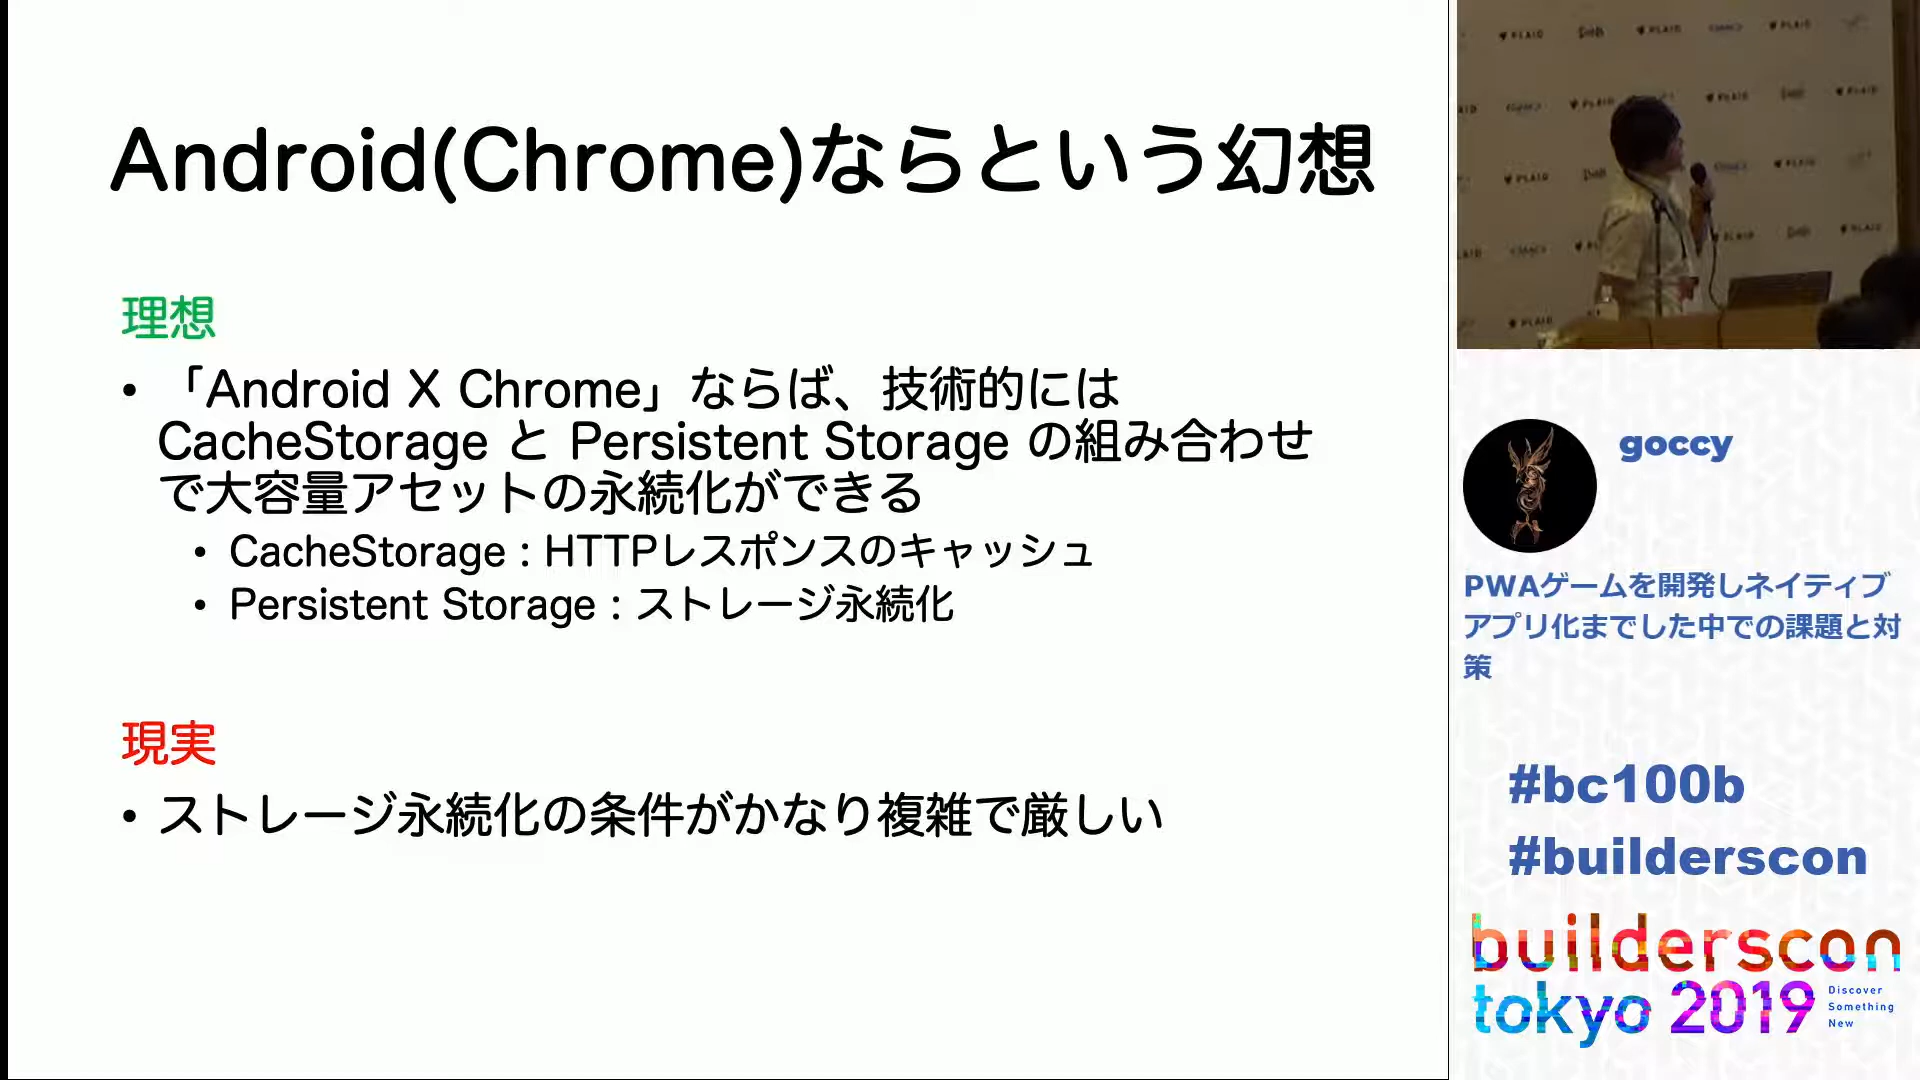 Android(Chrome)ならという幻想
理想
• 「Android X Chrome」ならば、技術的には
CacheStorage と Persistent Storage の組み合わせ
で大容量アセットの永続化ができる
• CacheStorage : HTTPレスポンスのキャッシュ
• Persistent Storage : ストレージ永続化
現実
• ストレージ永続化の条件がかなり複雑で厳しい
PLAID
goccy
PWAゲームを開発しネイティブ
アプリ化までした中での課題と対
策
#bc100b
#builderscon
builderscon
tokyo 2019
Discover
Something
New